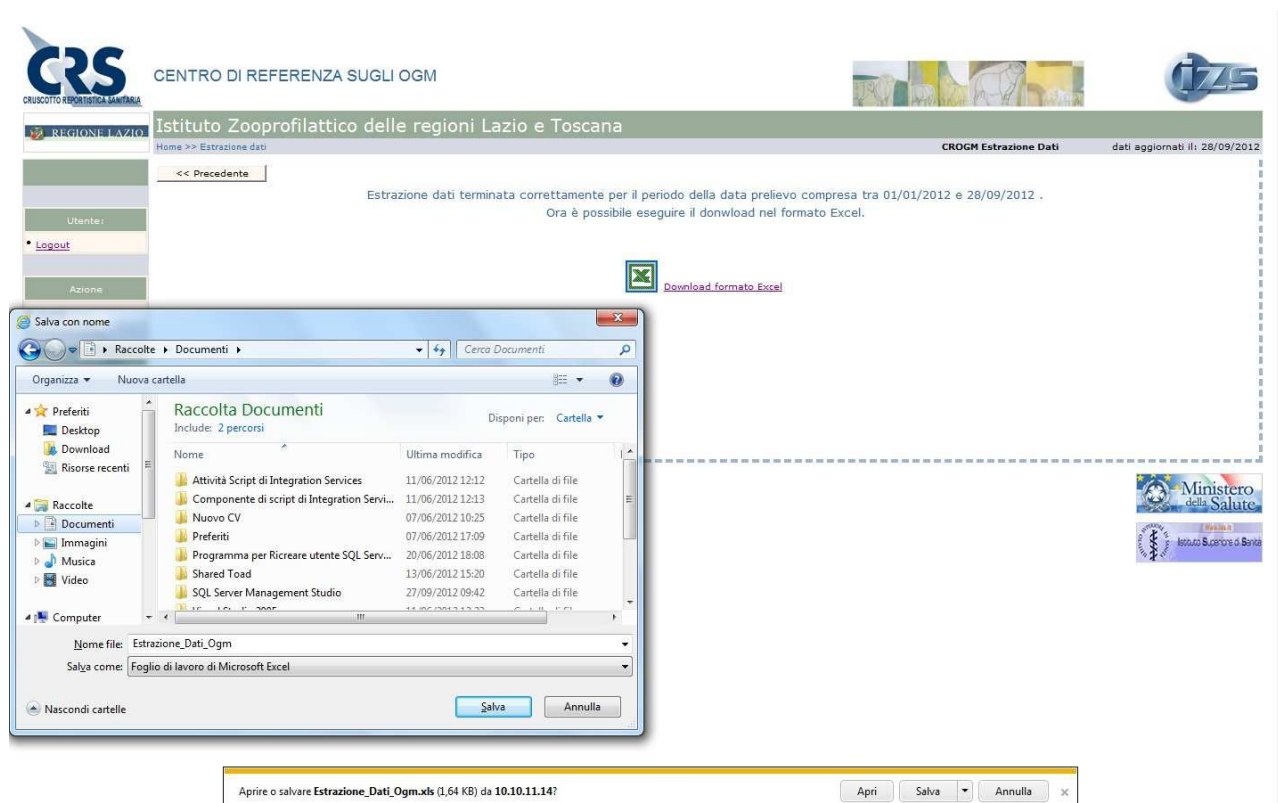 CRS
CRUSCOTTO REPORTISTICA SANITARIA
CENTRO DI REFERENZA SUGLI OGM
izs
REGIONE LAZIO
Istituto Zooprofilattico delle regioni Lazio e Toscana
Home >> Estrazione dati
CROGM Estrazione Dati
dati aggiornati il: 28/09/2012
<< Precedente
Estrazione dati terminata correttamente per il periodo della data prelievo compresa tra 01/01/2012 e 28/09/2012 .
Ora è possibile eseguire il donwload nel formato Excel.
Utente:
Logout
Azione
Download formato Excel
Salva con nome
Raccolte
Documenti
Cerca Documenti
Organizza
Nuova cartella
Preferiti
Desktop
Download
Risorse recenti
Raccolte
Documenti
Immagini
Musica
Video
Computer
Raccolta Documenti
Include: 2 percorsi
Disponi per: Cartella
Nome Ultima modifica Tipo
Attività Script di Integration Services 11/06/2012 12:12 Cartella di file
Componente di script di Integration Servi... 11/06/2012 12:13 Cartella di file
Nuovo CV 07/06/2012 10:25 Cartella di file
Preferiti 07/06/2012 17:09 Cartella di file
Programma per Ricreare utente SQL Serv... 20/06/2012 18:08 Cartella di file
Shared Toad 13/06/2012 15:20 Cartella di file
SQL Server Management Studio 27/09/2012 09:42 Cartella di file
Nome file: Estrazione_Dati_Ogm
Salva come: Foglio di lavoro di Microsoft Excel
Nascondi cartelle
Salva
Annulla
Ministero
della Salute
Istituto Superiore di Sanità
Aprire o salvare Estrazione_Dati_Ogm.xls (1,64 KB) da 10.10.11.14?
Apri
Salva
Annulla